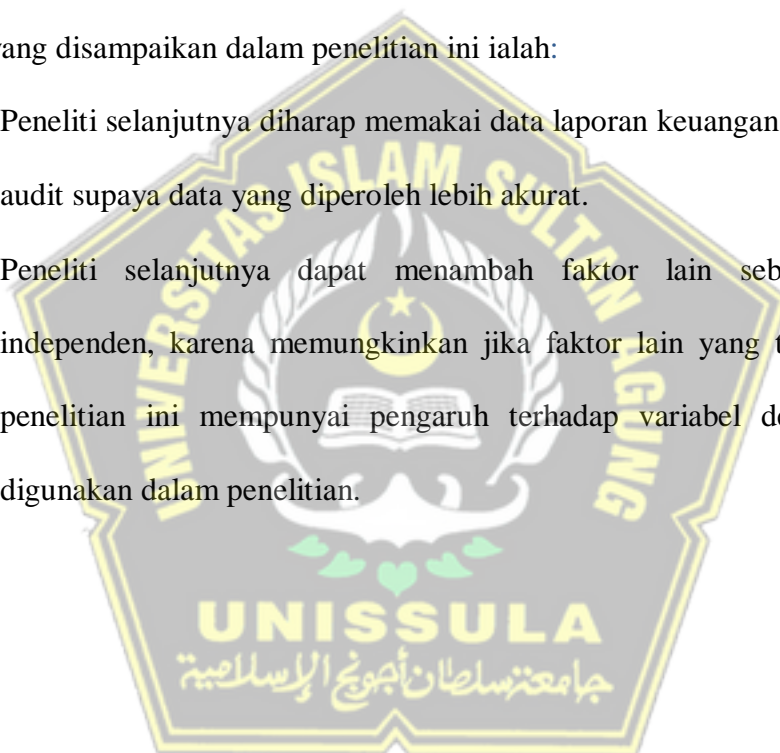 yang disampaikan dalam penelitian ini ialah:
Peneliti selanjutnya diharap memakai data laporan keuangan
audit supaya data yang diperoleh lebih akurat.
Peneliti selanjutnya dapat menambah faktor lain seb
independen, karena memungkinkan jika faktor lain yang t
penelitian ini mempunyai pengaruh terhadap variabel de
digunakan dalam penelitian.
UNIVERSITAS ISLAM SULTAN AGUNG
UNISSULA
جامعة سلطان أجونج الإسلامية